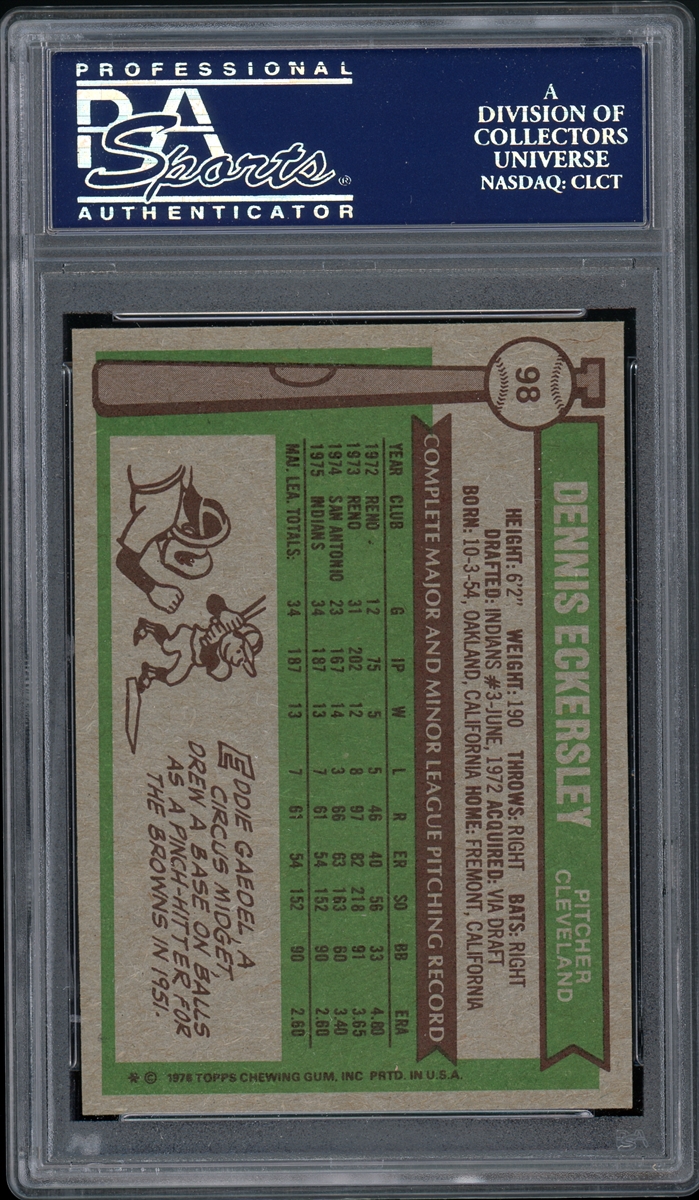 PROFESSIONAL
PSA
Sports®
AUTHENTICATOR
A
DIVISION OF
COLLECTORS
UNIVERSE
NASDAQ: CLCT
98
DENNIS ECKERSLEY
PITCHER
CLEVELAND
HEIGHT: 6'2" WEIGHT: 190 THROWS: RIGHT BATS: RIGHT
DRAFTED: INDIANS #3-JUNE, 1972 ACQUIRED: VIA DRAFT
BORN: 10-3-54, OAKLAND, CALIFORNIA HOME: FREMONT, CALIFORNIA
COMPLETE MAJOR AND MINOR LEAGUE PITCHING RECORD
YEAR CLUB G IP W L R ER SO BB ERA
1972 RENO 12 75 5 5 46 40 56 33 4.80
1973 RENO 31 202 12 8 97 82 218 91 3.65
1974 SAN ANTONIO 23 167 14 3 66 63 163 60 3.40
1975 INDIANS 34 187 13 7 61 54 152 90 2.60
MAJ. LEA. TOTALS: 34 187 13 7 61 54 152 90 2.60
EDDIE GAEDEL, A
CIRCUS MIDGET,
DREW A BASE ON BALLS
AS A PINCH-HITTER FOR
THE BROWNS IN 1951.
* © 1976 TOPPS CHEWING GUM, INC PRTD. IN U.S.A.